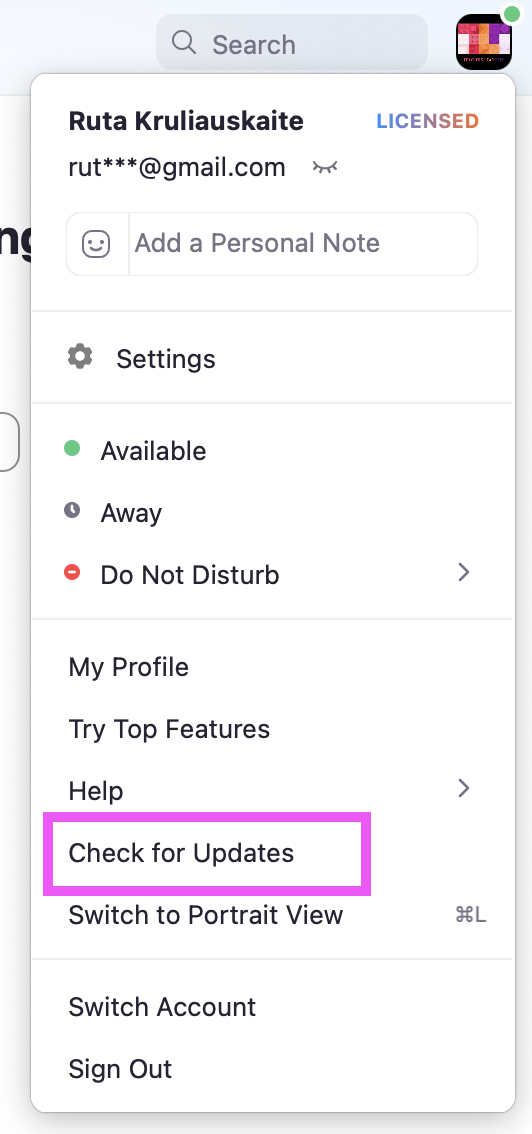 Search
Ruta Kruliauskaite LICENSED
rut***@gmail.com
ng
Add a Personal Note
Settings
Available
Away
Do Not Disturb
My Profile
Try Top Features
Help
Check for Updates
Switch to Portrait View ⌘L
Switch Account
Sign Out